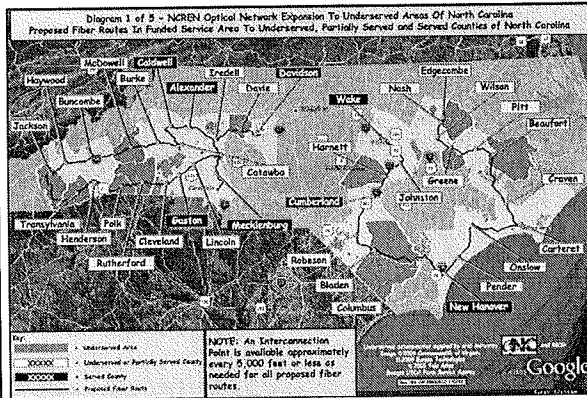 Diagram 1 of 5 - NCREN Optical Network Expansion To Underserved Areas Of North Carolina
Proposed Fiber Routes In Funded Service Area To Underserved, Partially Served and Served Counties of North Carolina
McDowell
Caldwell
Haywood
Burke
Iredell
Davidson
Edgecombe
Buncombe
Alexander
Davie
Nash
Wilson
Jackson
Wake
Pitt
Harnett
Beaufort
Catawba
Greene
Craven
Cumberland
Johnston
Transylvania
Polk
Gaston
Mecklenburg
Henderson
Cleveland
Lincoln
Carteret
Rutherford
Robeson
Onslow
Bladen
Pender
Columbus
New Hanover
Key:
Underserved Area
XXXXX
Underserved or Partially Served County
XXXXX
Served County
Proposed Fiber Route
NOTE: An Interconnection
Point is available approximately
every 5,000 feet or less as
needed for all proposed fiber
routes.
Google